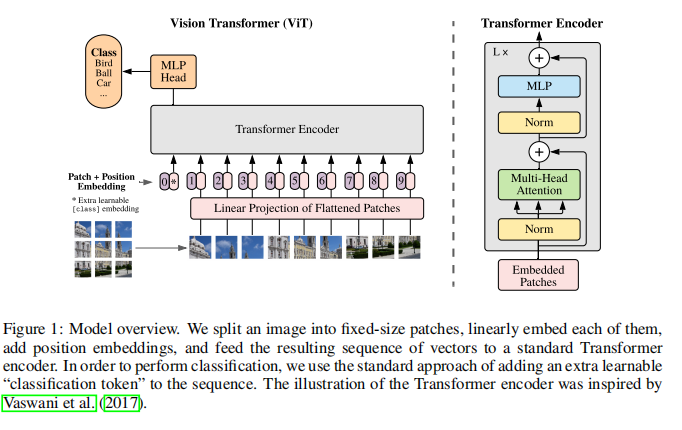 Vision Transformer (ViT)
Class
Bird
Ball
Car
...
MLP
Head
Transformer Encoder
Patch + Position
Embedding
* Extra learnable
[class] embedding
0 * 1 2 3 4 5 6 7 8 9
Linear Projection of Flattened Patches
Transformer Encoder
L x
+
MLP
Norm
+
Multi-Head
Attention
Norm
Embedded
Patches
Figure 1: Model overview. We split an image into fixed-size patches, linearly embed each of them,
add position embeddings, and feed the resulting sequence of vectors to a standard Transformer
encoder. In order to perform classification, we use the standard approach of adding an extra learnable
“classification token” to the sequence. The illustration of the Transformer encoder was inspired by
Vaswani et al. (2017).